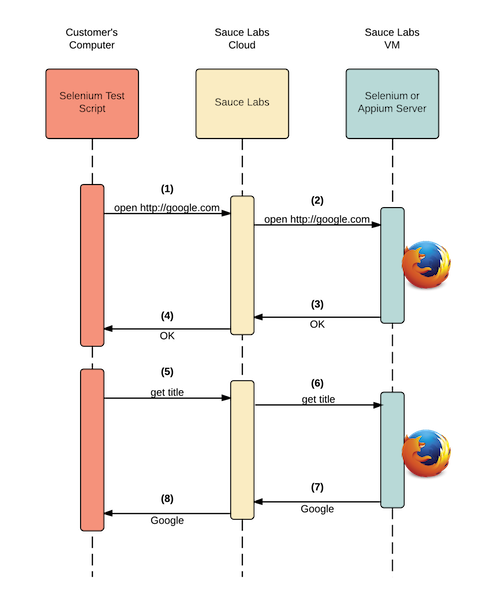 Customer's
Computer
Sauce Labs
Cloud
Sauce Labs
VM
Selenium Test
Script
Sauce Labs
Selenium or
Appium Server
(1)
open http://google.com
(2)
open http://google.com
(3)
OK
(4)
OK
(5)
get title
(6)
get title
(7)
Google
(8)
Google